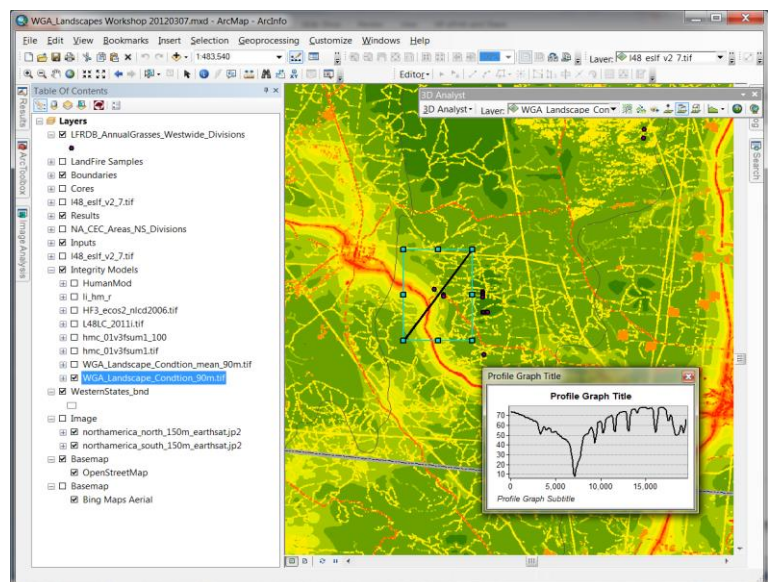 WGA_Landscapes Workshop 20120307.mxd - ArcMap - ArcInfo
File Edit View Bookmarks Insert Selection Geoprocessing Customize Windows Help
1:483,540
Layer: l48 eslf v2 7.tif
Editor
Table Of Contents
3D Analyst
3D Analyst Layer: WGA Landscape Con
Results
ArcToolbox
Image Analysis
Search
Layers
LFRDB_AnnualGrasses_Westwide_Divisions
LandFire Samples
Boundaries
Cores
l48_eslf_v2_7.tif
Results
NA_CEC_Areas_NS_Divisions
Inputs
l48_eslf_v2_7.tif
Integrity Models
HumanMod
li_hm_r
HF3_ecos2_nlcd2006.tif
L48LC_2011i.tif
hmc_01v3fsum1_100
hmc_01v3fsum1.tif
WGA_Landscape_Condtion_mean_90m.tif
WGA_Landscape_Condtion_90m.tif
WesternStates_bnd
Image
northamerica_north_150m_earthsat.jp2
northamerica_south_150m_earthsat.jp2
Basemap
OpenStreetMap
Basemap
Bing Maps Aerial
Profile Graph Title
Profile Graph Title
70
60
50
40
30
20
10
0 5,000 10,000 15,000
Profile Graph Subtitle